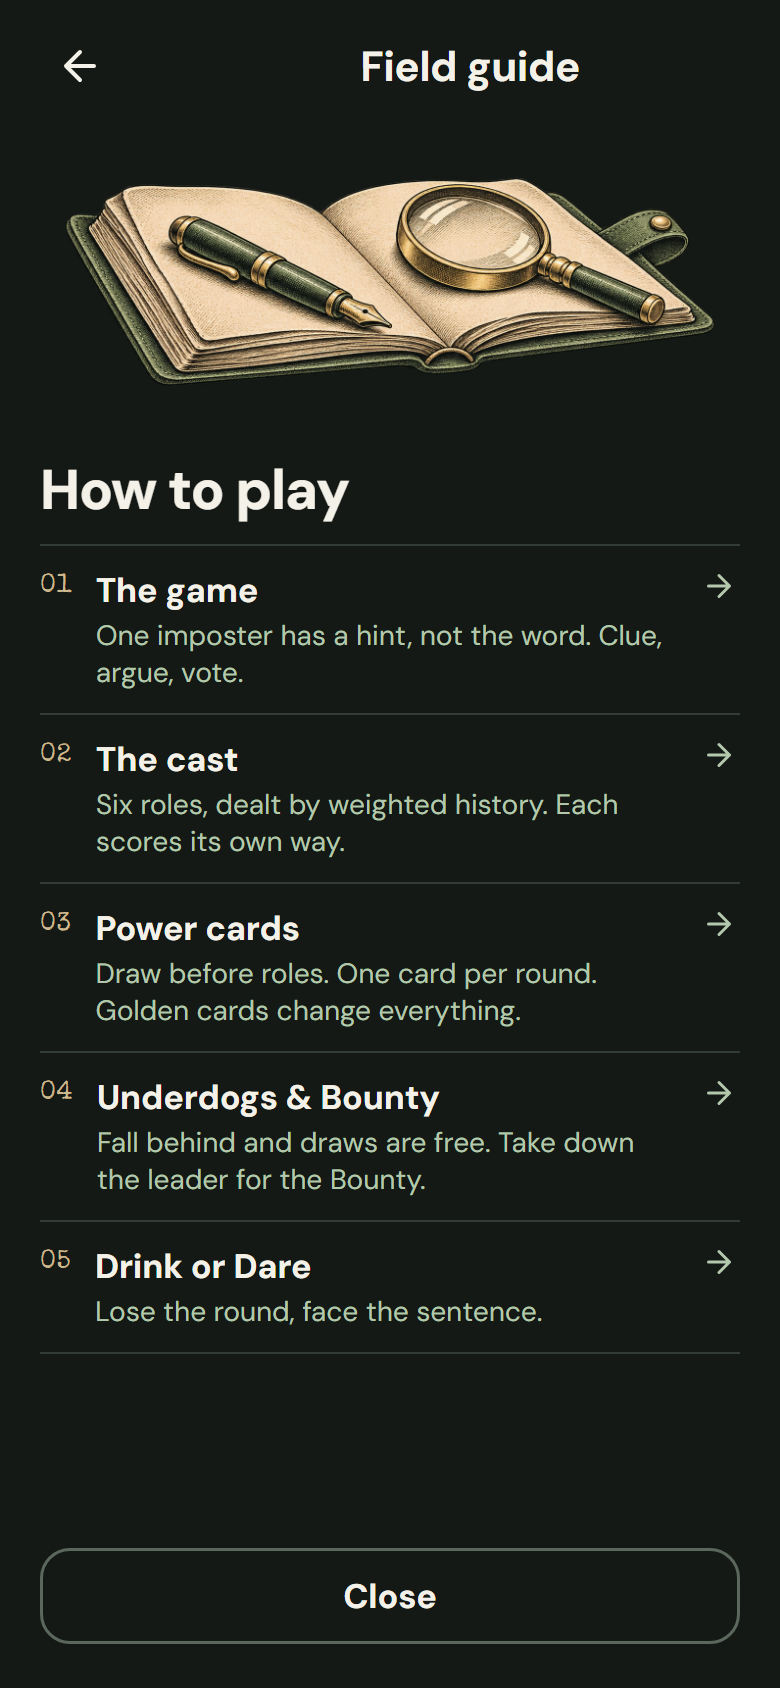 Field guide
How to play
01 The game
One imposter has a hint, not the word. Clue,
argue, vote.
02 The cast
Six roles, dealt by weighted history. Each
scores its own way.
03 Power cards
Draw before roles. One card per round.
Golden cards change everything.
04 Underdogs & Bounty
Fall behind and draws are free. Take down
the leader for the Bounty.
05 Drink or Dare
Lose the round, face the sentence.
Close